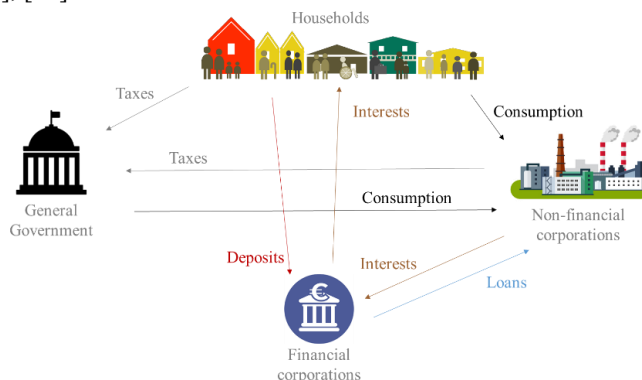 Households
Taxes
Interests
Consumption
Taxes
Consumption
General
Government
Non-financial
corporations
Deposits
Interests
Loans
€
Financial
corporations